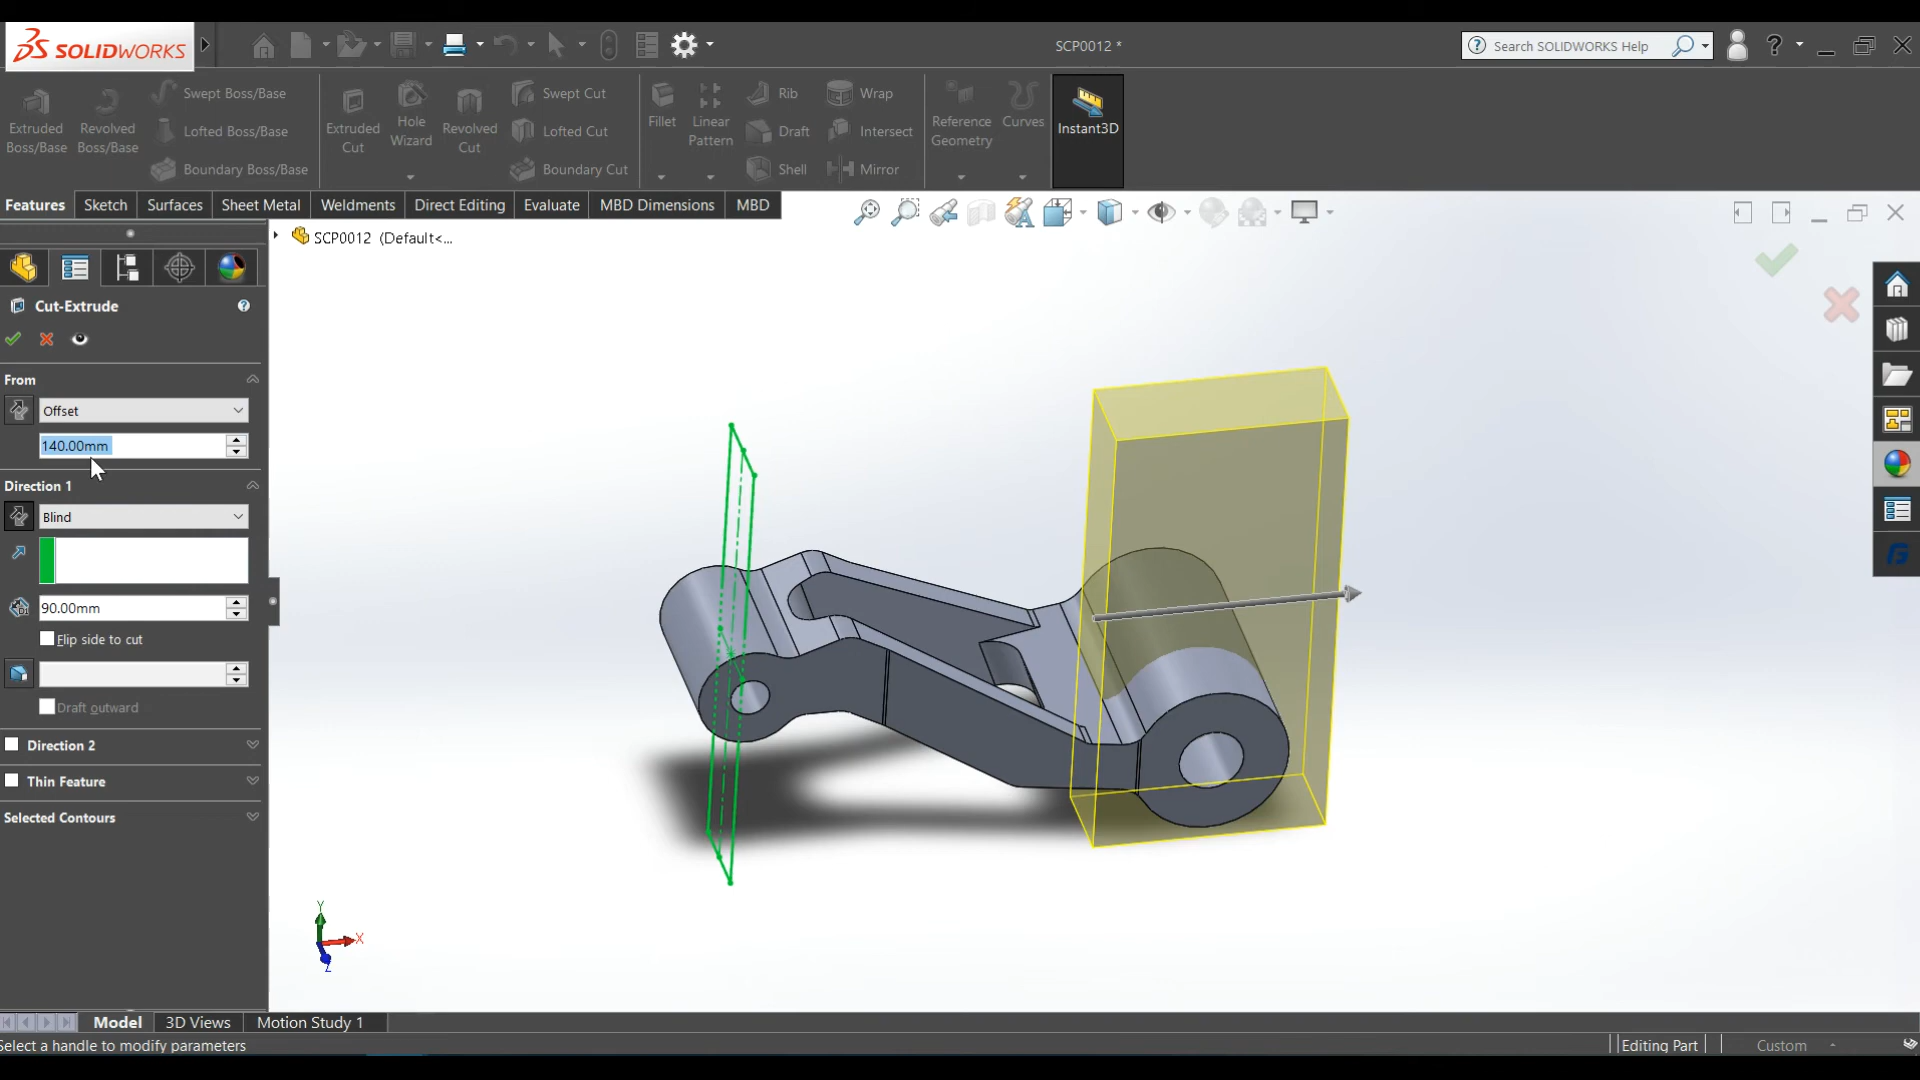 SOLIDWORKS
SCP0012 *
Search SOLIDWORKS Help
Extruded
Boss/Base
Revolved
Boss/Base
Swept Boss/Base
Lofted Boss/Base
Boundary Boss/Base
Extruded
Cut
Hole
Wizard
Revolved
Cut
Swept Cut
Lofted Cut
Boundary Cut
Fillet
Linear
Pattern
Rib
Draft
Shell
Wrap
Intersect
Mirror
Reference
Geometry
Curves
Instant3D
Features Sketch Surfaces Sheet Metal Weldments Direct Editing Evaluate MBD Dimensions MBD
SCP0012 (Default<...
Cut-Extrude
From
Offset
140.00mm
Direction 1
Blind
D1
90.00mm
Flip side to cut
Draft outward
Direction 2
Thin Feature
Selected Contours
Y
X
Z
Model 3D Views Motion Study 1
Select a handle to modify parameters
Editing Part
Custom